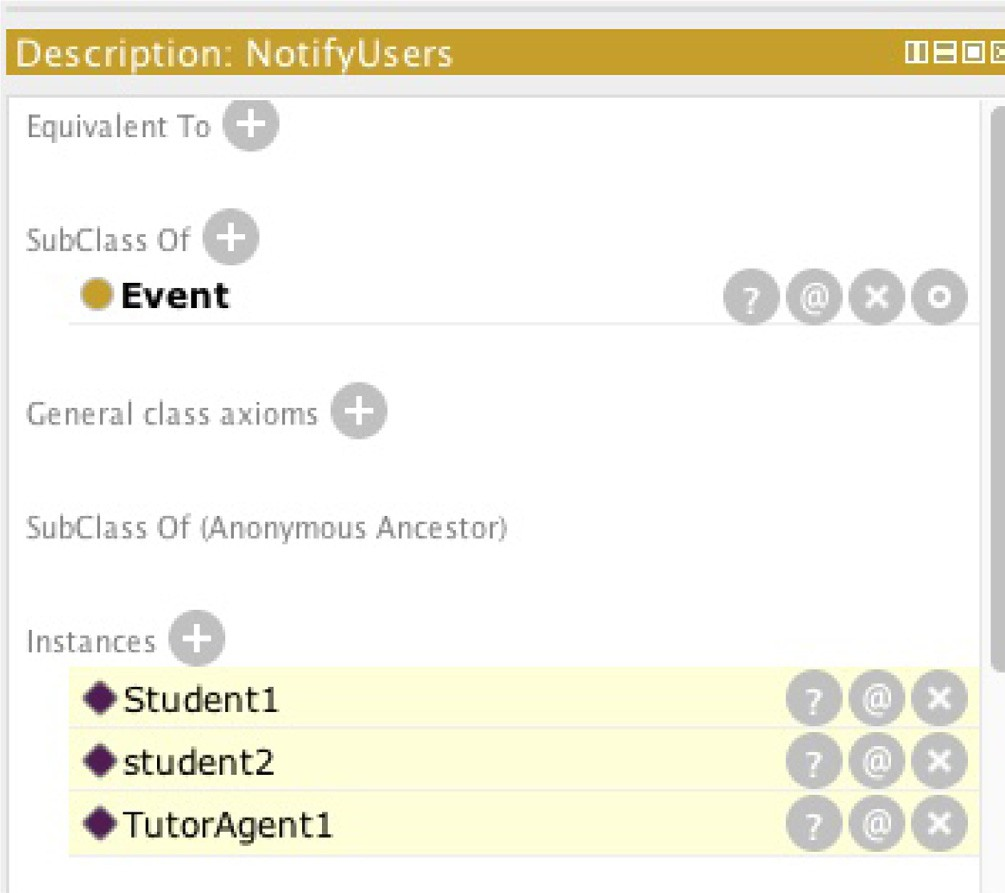 Description: NotifyUsers
Equivalent To
SubClass Of
Event
? @
General class axioms
SubClass Of (Anonymous Ancestor)
Instances
Student1 ? @
student2 ? @
TutorAgent1 ? @